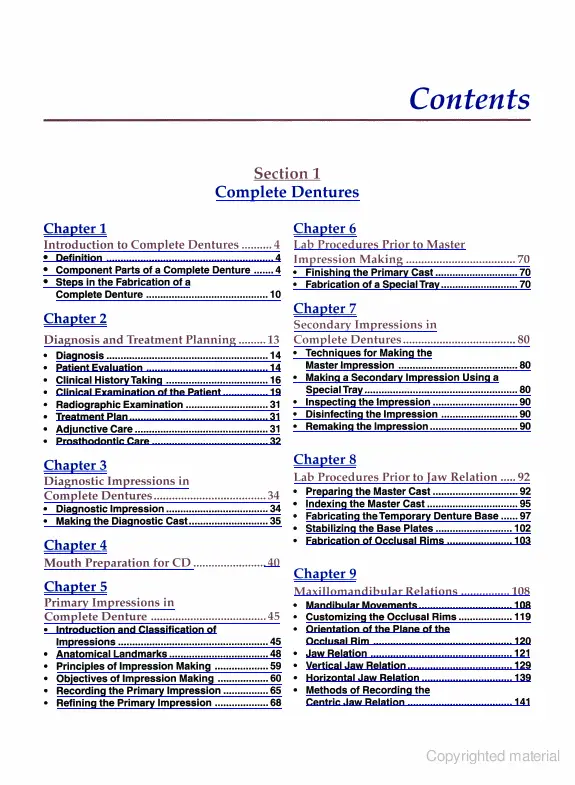 Contents
Section 1
Complete Dentures
Chapter 1
Introduction to Complete Dentures .......... 4
• Definition .......................................................... 4
• Component Parts of a Complete Denture ....... 4
• Steps in the Fabrication of a
Complete Denture .......................................... 10
Chapter 2
Diagnosis and Treatment Planning ......... 13
• Diagnosis ........................................................ 14
• Patient Evaluation .......................................... 14
• Clinical History Taking ................................... 16
• Clinical Examination of the Patient ................ 19
• Radiographic Examination ............................ 31
• Treatment Plan ................................................ 31
• Adjunctive Care .............................................. 31
• Prosthodontic Care ........................................ 32
Chapter 3
Diagnostic Impressions in
Complete Dentures .................................... 34
• Diagnostic Impression ................................... 34
• Making the Diagnostic Cast ........................... 35
Chapter 4
Mouth Preparation for CD ........................ 40
Chapter 5
Primary Impressions in
Complete Denture ..................................... 45
• Introduction and Classification of
Impressions .................................................... 45
• Anatomical Landmarks .................................. 48
• Principles of Impression Making ................... 59
• Objectives of Impression Making .................. 60
• Recording the Primary Impression ................ 65
• Refining the Primary Impression ................... 68
Chapter 6
Lab Procedures Prior to Master
Impression Making ................................... 70
• Finishing the Primary Cast ............................ 70
• Fabrication of a Special Tray .......................... 70
Chapter 7
Secondary Impressions in
Complete Dentures .................................... 80
• Techniques for Making the
Master Impression ......................................... 80
• Making a Secondary Impression Using a
Special Tray ..................................................... 80
• Inspecting the Impression ............................. 90
• Disinfecting the Impression .......................... 90
• Remaking the Impression .............................. 90
Chapter 8
Lab Procedures Prior to Jaw Relation ..... 92
• Preparing the Master Cast ............................. 92
• Indexing the Master Cast ............................... 95
• Fabricating the Temporary Denture Base ...... 97
• Stabilizing the Base Plates ........................... 102
• Fabrication of Occlusal Rims ....................... 103
Chapter 9
Maxillomandibular Relations ................ 108
• Mandibular Movements ................................ 108
• Customizing the Occlusal Rims ................... 119
• Orientation of the Plane of the
Occlusal Rim ................................................ 120
• Jaw Relation ................................................. 121
• Vertical Jaw Relation .................................... 129
• Horizontal Jaw Relation ............................... 139
• Methods of Recording the
Centric Jaw Relation .................................... 141
Copyrighted material